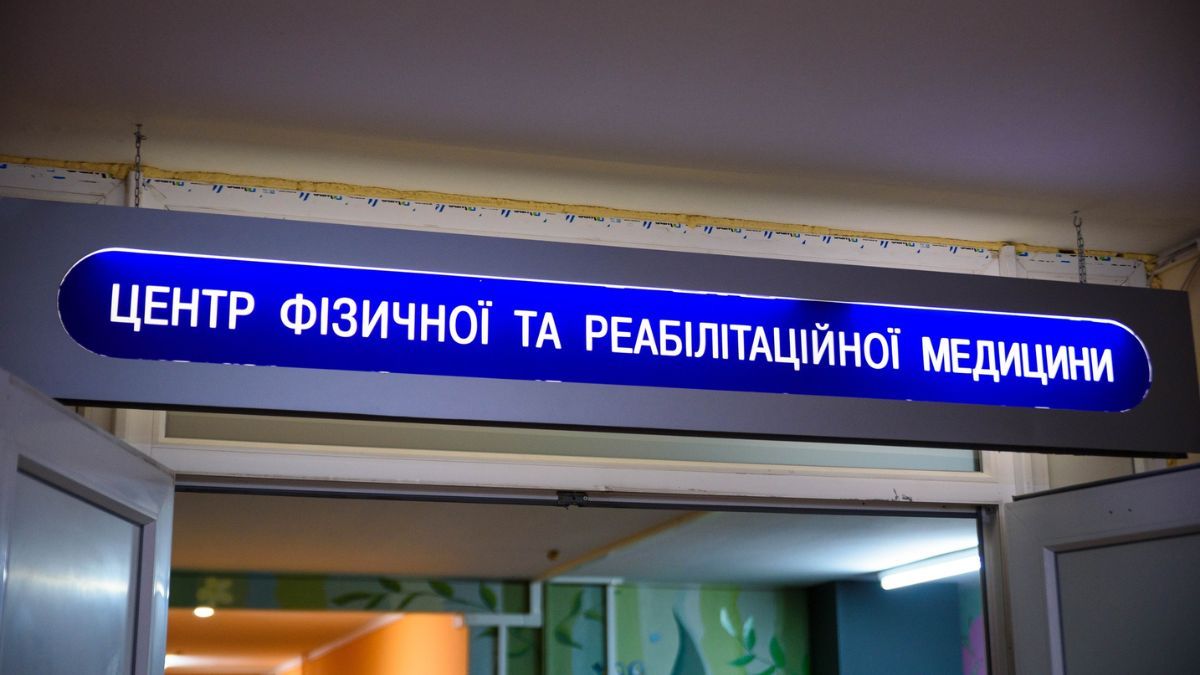 ЦЕНТР ФІЗИЧНОЇ ТА РЕАБІЛІТАЦІЙНОЇ МЕДИЦИНИ